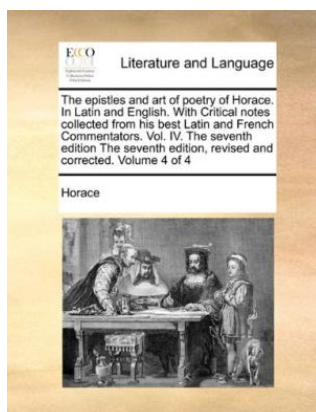 ECCO
Literature and Language
The epistles and art of poetry of Horace.
In Latin and English. With Critical notes
collected from his best Latin and French
Commentators. Vol. IV. The seventh
edition The seventh edition, revised and
corrected. Volume 4 of 4
Horace